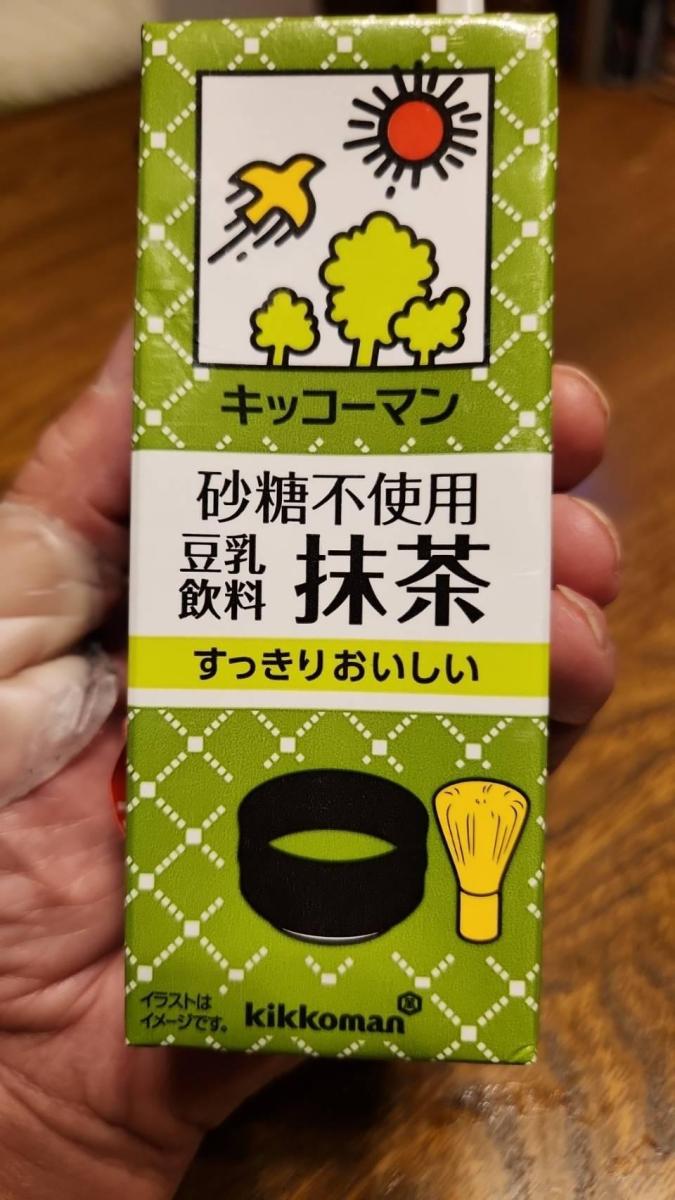 キッコーマン
砂糖不使用
豆乳
飲料
抹茶
すっきりおいしい
イラストは
イメージです。
kikkoman